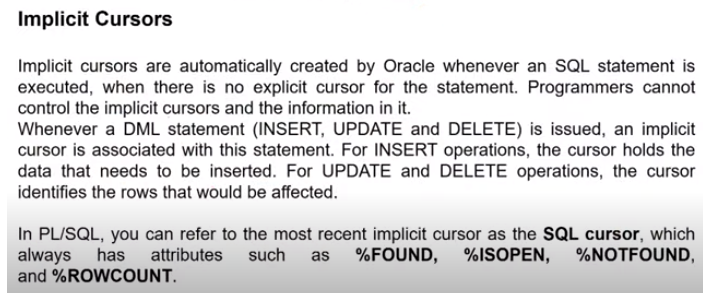 Implicit Cursors
Implicit cursors are automatically created by Oracle whenever an SQL statement is
executed, when there is no explicit cursor for the statement. Programmers cannot
control the implicit cursors and the information in it.
Whenever a DML statement (INSERT, UPDATE and DELETE) is issued, an implicit
cursor is associated with this statement. For INSERT operations, the cursor holds the
data that needs to be inserted. For UPDATE and DELETE operations, the cursor
identifies the rows that would be affected.
In PL/SQL, you can refer to the most recent implicit cursor as the SQL cursor, which
always has attributes such as %FOUND, %ISOPEN, %NOTFOUND,
and %ROWCOUNT.